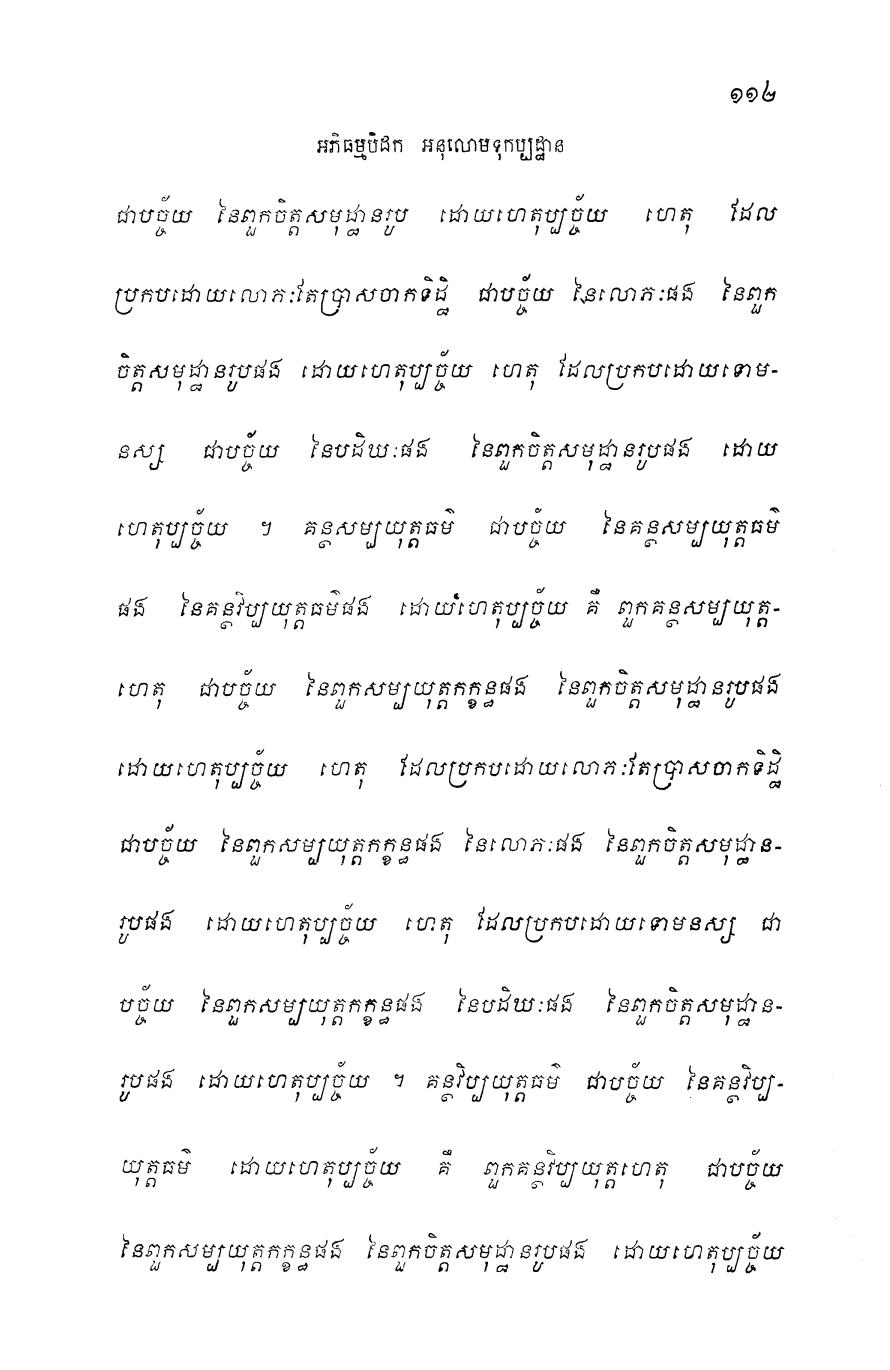 ១១២
អភិធម្មបិដក អនុលោមទុកប្បដ្ឋាន
ជាបច្ច័យ នៃពួកចិត្តសមុដ្ឋានរូប ដោយហេតុប្បច្ច័យ ហេតុ ដែល
ប្រកបដោយលោភៈតែប្រាសចាកទិដ្ឋិ ជាបច្ច័យ នៃលោភៈផង នៃពួក
ចិត្តសមុដ្ឋានរូបផង ដោយហេតុប្បច្ច័យ ហេតុ ដែលប្រកបដោយទោម-
នស្ស ជាបច្ច័យ នៃបដិឃៈផង នៃពួកចិត្តសមុដ្ឋានរូបផង ដោយ
ហេតុប្បច្ច័យ ។ គន្ថសម្បយុត្តធម៌ ជាបច្ច័យ នៃគន្ថសម្បយុត្តធម៌
ផង នៃគន្ថវិប្បយុត្តធម៌ផង ដោយហេតុប្បច្ច័យ គឺ ពួកគន្ថសម្បយុត្ត-
ហេតុ ជាបច្ច័យ នៃពួកសម្បយុត្តកក្ខន្ធផង នៃពួកចិត្តសមុដ្ឋានរូបផង
ដោយហេតុប្បច្ច័យ ហេតុ ដែលប្រកបដោយលោភៈតែប្រាសចាកទិដ្ឋិ
ជាបច្ច័យ នៃពួកសម្បយុត្តកក្ខន្ធផង នៃលោភៈផង នៃពួកចិត្តសមុដ្ឋាន-
រូបផង ដោយហេតុប្បច្ច័យ ហេតុ ដែលប្រកបដោយទោមនស្ស ជា
បច្ច័យ នៃពួកសម្បយុត្តកក្ខន្ធផង នៃបដិឃៈផង នៃពួកចិត្តសមុដ្ឋាន-
រូបផង ដោយហេតុប្បច្ច័យ ។ គន្ថវិប្បយុត្តធម៌ ជាបច្ច័យ នៃគន្ថវិប្ប-
យុត្តធម៌ ដោយហេតុប្បច្ច័យ គឺ ពួកគន្ថវិប្បយុត្តហេតុ ជាបច្ច័យ
នៃពួកសម្បយុត្តកក្ខន្ធផង នៃពួកចិត្តសមុដ្ឋានរូបផង ដោយហេតុប្បច្ច័យ